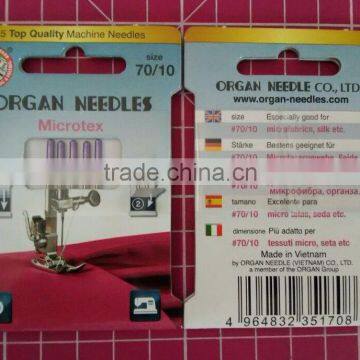 5 Top Quality Machine Needles
size
70/10
ORGAN NEEDLES
Microtex
2
ORGAN NEEDLE CO., LTD
www.organ-needles.com
size Especially good for
#70/10 micro fabrics, silk etc.
Stärke Bestens geeignet für
#70/10
trade.china.cn
микрофибра, органза
tamano Excelente para
#70/10 micro telas, seda etc.
dimensione Più adatto per
#70/10 tessuti micro, seta etc
Made in Vietnam
by ORGAN NEEDLE (VIETNAM) CO., LTD.
a member of the ORGAN Group
4 964832 351708